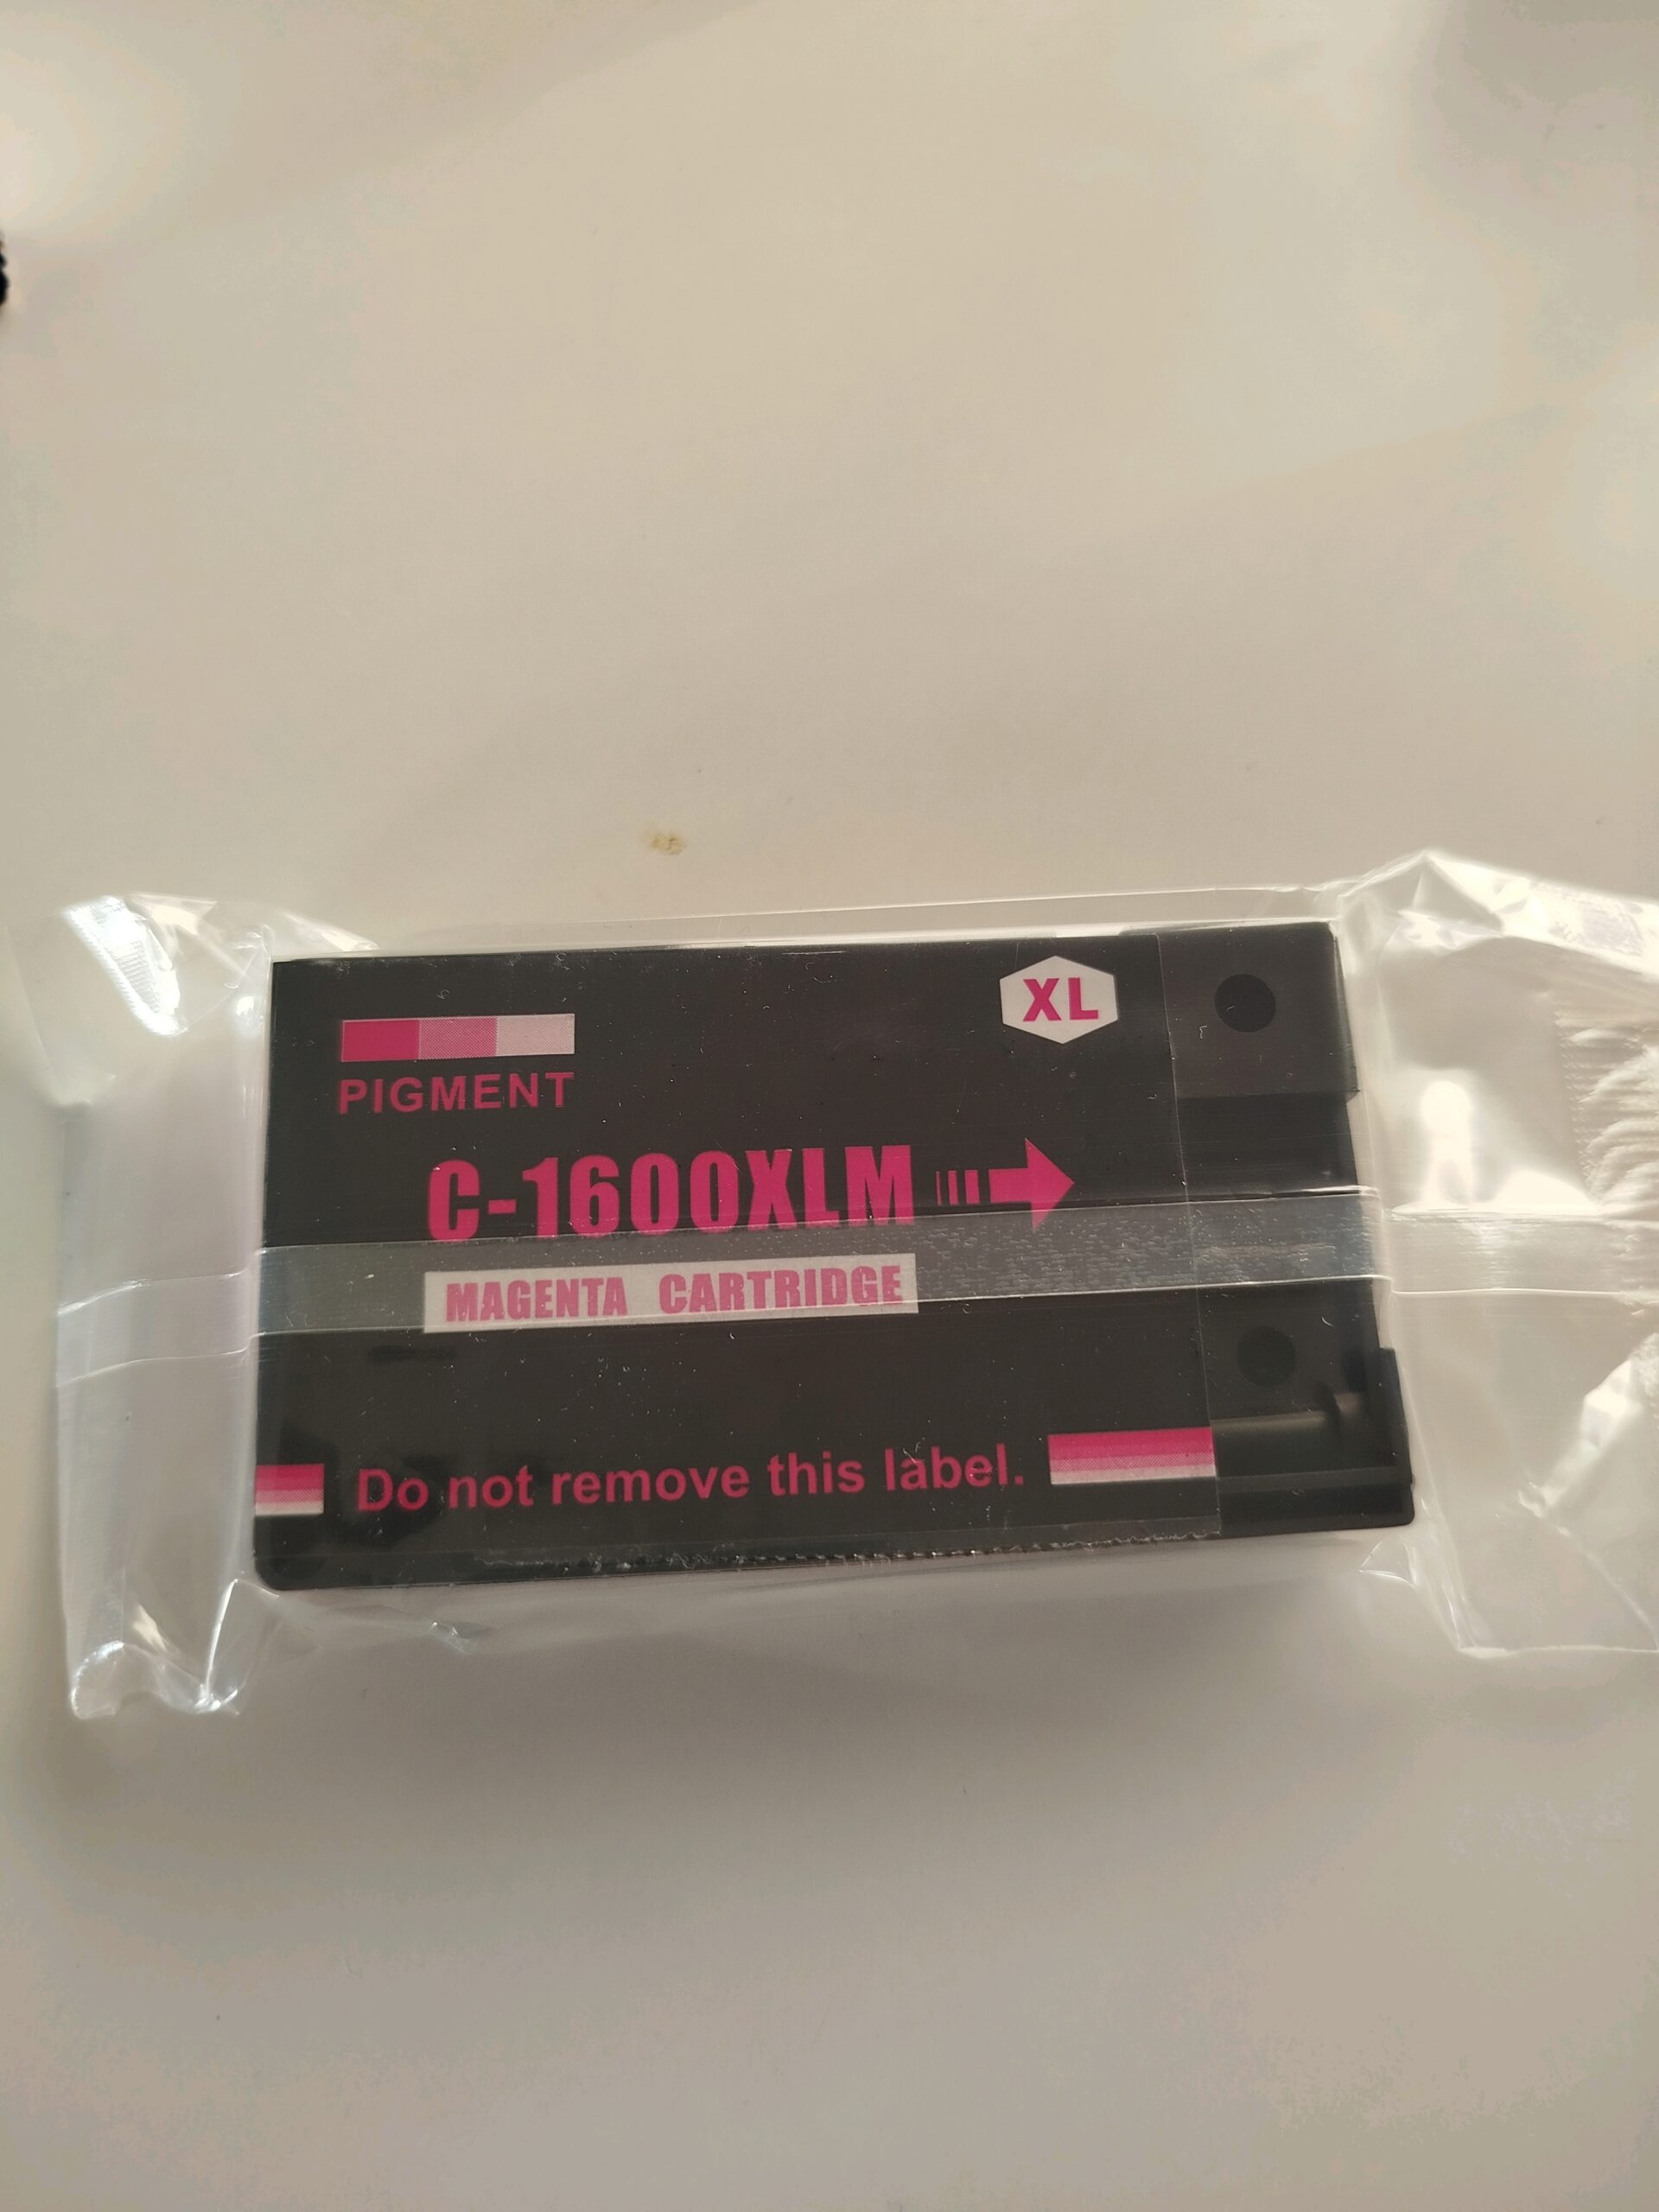 XL
PIGMENT
C-1600XLM
MAGENTA CARTRIDGE
Do not remove this label.